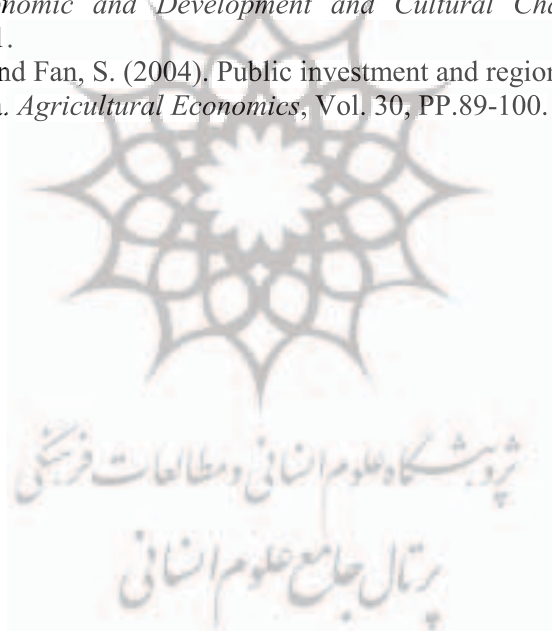 nomic and Development and Cultural Cha
1.
nd Fan, S. (2004). Public investment and region
a. Agricultural Economics, Vol. 30, PP.89-100.
پژوهشگاه علوم انسانی و مطالعات فرهنگی
پرتال جامع علوم انسانی